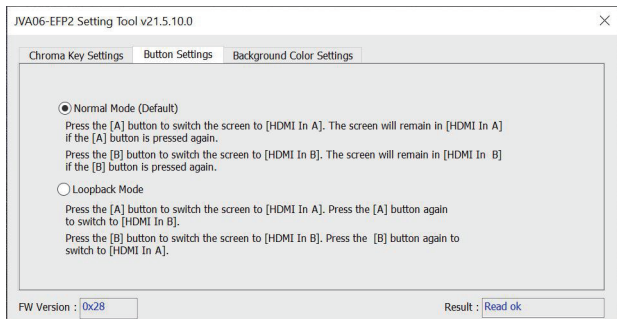 JVA06-EFP2 Setting Tool v21.5.10.0
Chroma Key Settings Button Settings Background Color Settings
Normal Mode (Default)
Press the [A] button to switch the screen to [HDMI In A]. The screen will remain in [HDMI In A]
if the [A] button is pressed again.
Press the [B] button to switch the screen to [HDMI In B]. The screen will remain in [HDMI In B]
if the [B] button is pressed again.
Loopback Mode
Press the [A] button to switch the screen to [HDMI In A]. Press the [A] button again
to switch to [HDMI In B].
Press the [B] button to switch the screen to [HDMI In B]. Press the [B] button again to
switch to [HDMI In A].
FW Version : 0x28 Result : Read ok